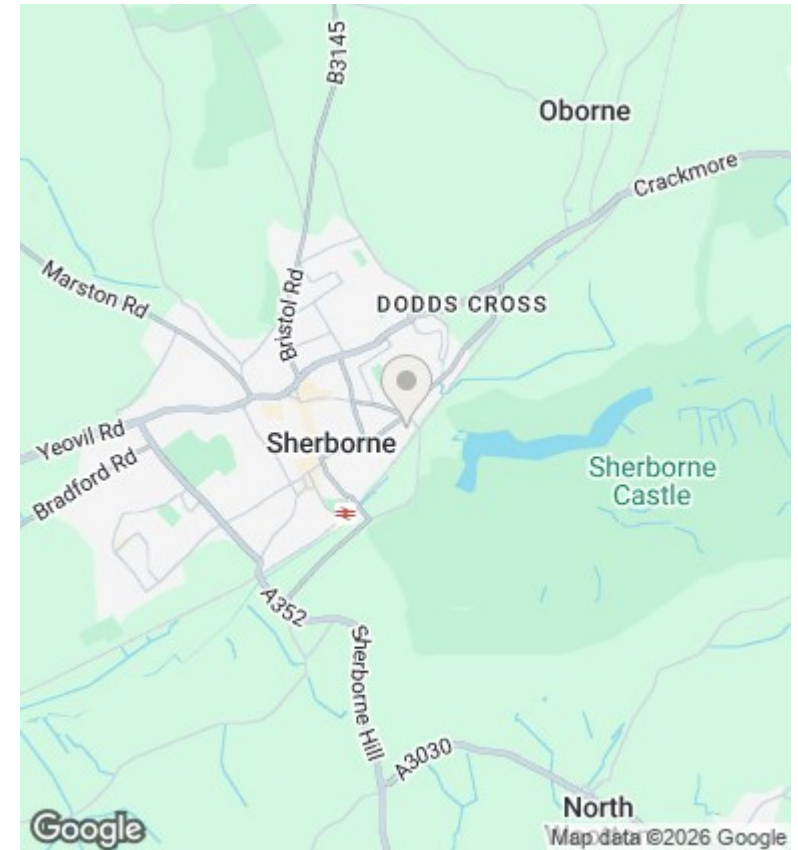 B3145
Oborne
Crackmore
Marston Rd
Bristol Rd
DODDS CROSS
Yeovil Rd
Sherborne
Bradford Rd
Sherborne
Castle
A352
Sherborne Hill
A3030
North
Google
Map data ©2026 Google